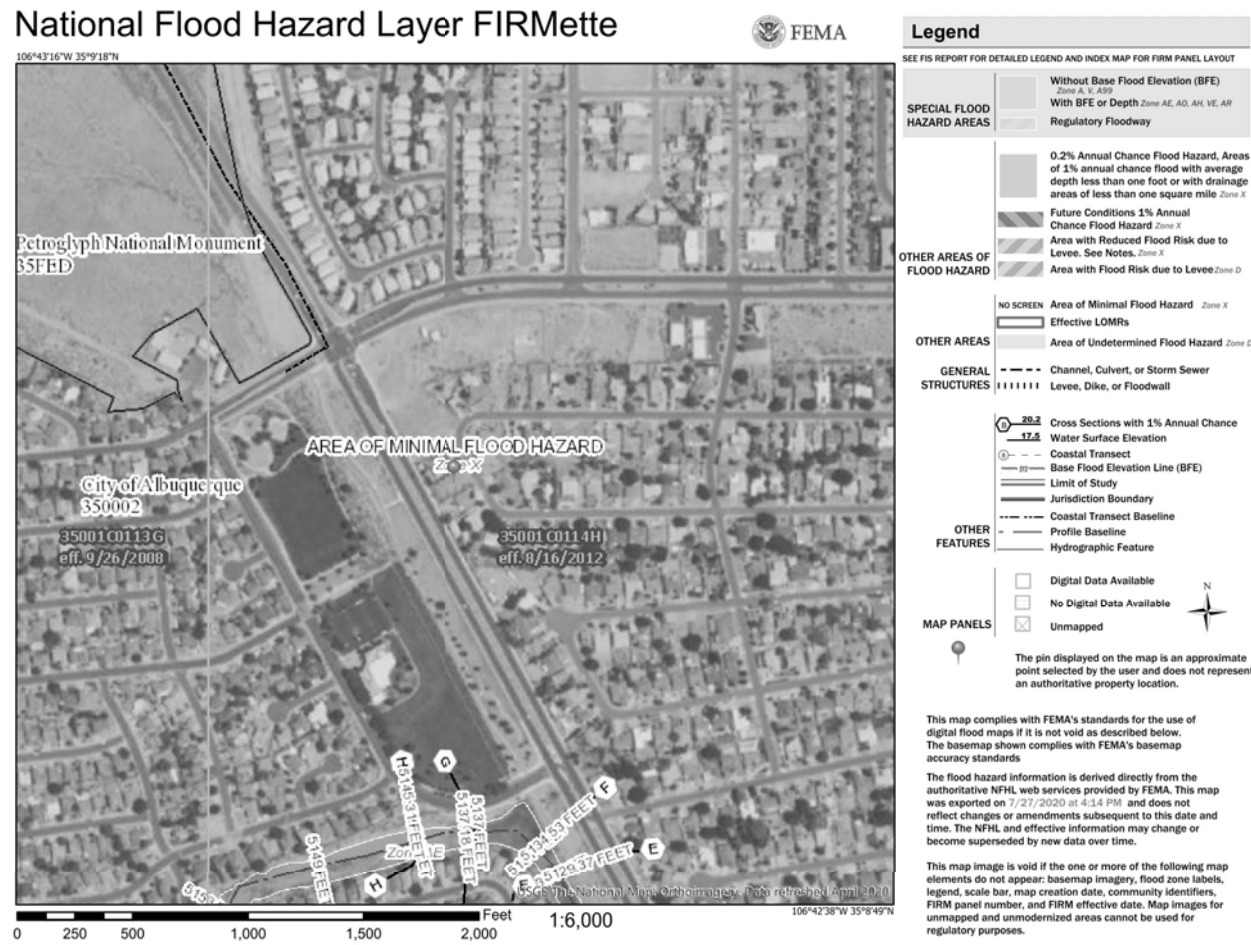 National Flood Hazard Layer FIRMette
FEMA
106°43'16"W 35°9'18"N
Petroglyph National Monument
35FED
AREA OF MINIMAL FLOOD HAZARD
Zone X
City of Albuquerque
350002
35001C0113G
eff. 9/26/2008
35001C0114H
eff. 8/16/2012
H
G
F
E
5145.31 FEET
5137.18 FEET
5137.1 FEET
5134.53 FEET
5129.37 FEET
5149 FEET
H
USGS The National Map: Orthoimagery. Data refreshed April 2020
Feet
1:6,000
106°42'38"W 35°8'49"N
0
250
500
1,000
1,500
2,000
Legend
SEE FIS REPORT FOR DETAILED LEGEND AND INDEX MAP FOR FIRM PANEL LAYOUT
SPECIAL FLOOD
HAZARD AREAS
Without Base Flood Elevation (BFE)
Zone A, V, A99
With BFE or Depth Zone AE, AO, AH, VE, AR
Regulatory Floodway
OTHER AREAS OF
FLOOD HAZARD
0.2% Annual Chance Flood Hazard, Areas
of 1% annual chance flood with average
depth less than one foot or with drainage
areas of less than one square mile Zone X
Future Conditions 1% Annual
Chance Flood Hazard Zone X
Area with Reduced Flood Risk due to
Levee. See Notes. Zone X
Area with Flood Risk due to Levee Zone D
OTHER AREAS
NO SCREEN Area of Minimal Flood Hazard Zone X
Effective LOMRs
Area of Undetermined Flood Hazard Zone D
GENERAL
STRUCTURES
Channel, Culvert, or Storm Sewer
Levee, Dike, or Floodwall
OTHER
FEATURES
B 20.2 Cross Sections with 1% Annual Chance
17.5 Water Surface Elevation
8 Coastal Transect
513 Base Flood Elevation Line (BFE)
Limit of Study
Jurisdiction Boundary
Coastal Transect Baseline
Profile Baseline
Hydrographic Feature
MAP PANELS
Digital Data Available
No Digital Data Available
Unmapped
N
The pin displayed on the map is an approximate
point selected by the user and does not represent
an authoritative property location.
This map complies with FEMA's standards for the use of
digital flood maps if it is not void as described below.
The basemap shown complies with FEMA's basemap
accuracy standards
The flood hazard information is derived directly from the
authoritative NFHL web services provided by FEMA. This map
was exported on 7/27/2020 at 4:14 PM and does not
reflect changes or amendments subsequent to this date and
time. The NFHL and effective information may change or
become superseded by new data over time.
This map image is void if the one or more of the following map
elements do not appear: basemap imagery, flood zone labels,
legend, scale bar, map creation date, community identifiers,
FIRM panel number, and FIRM effective date. Map images for
unmapped and unmodernized areas cannot be used for
regulatory purposes.